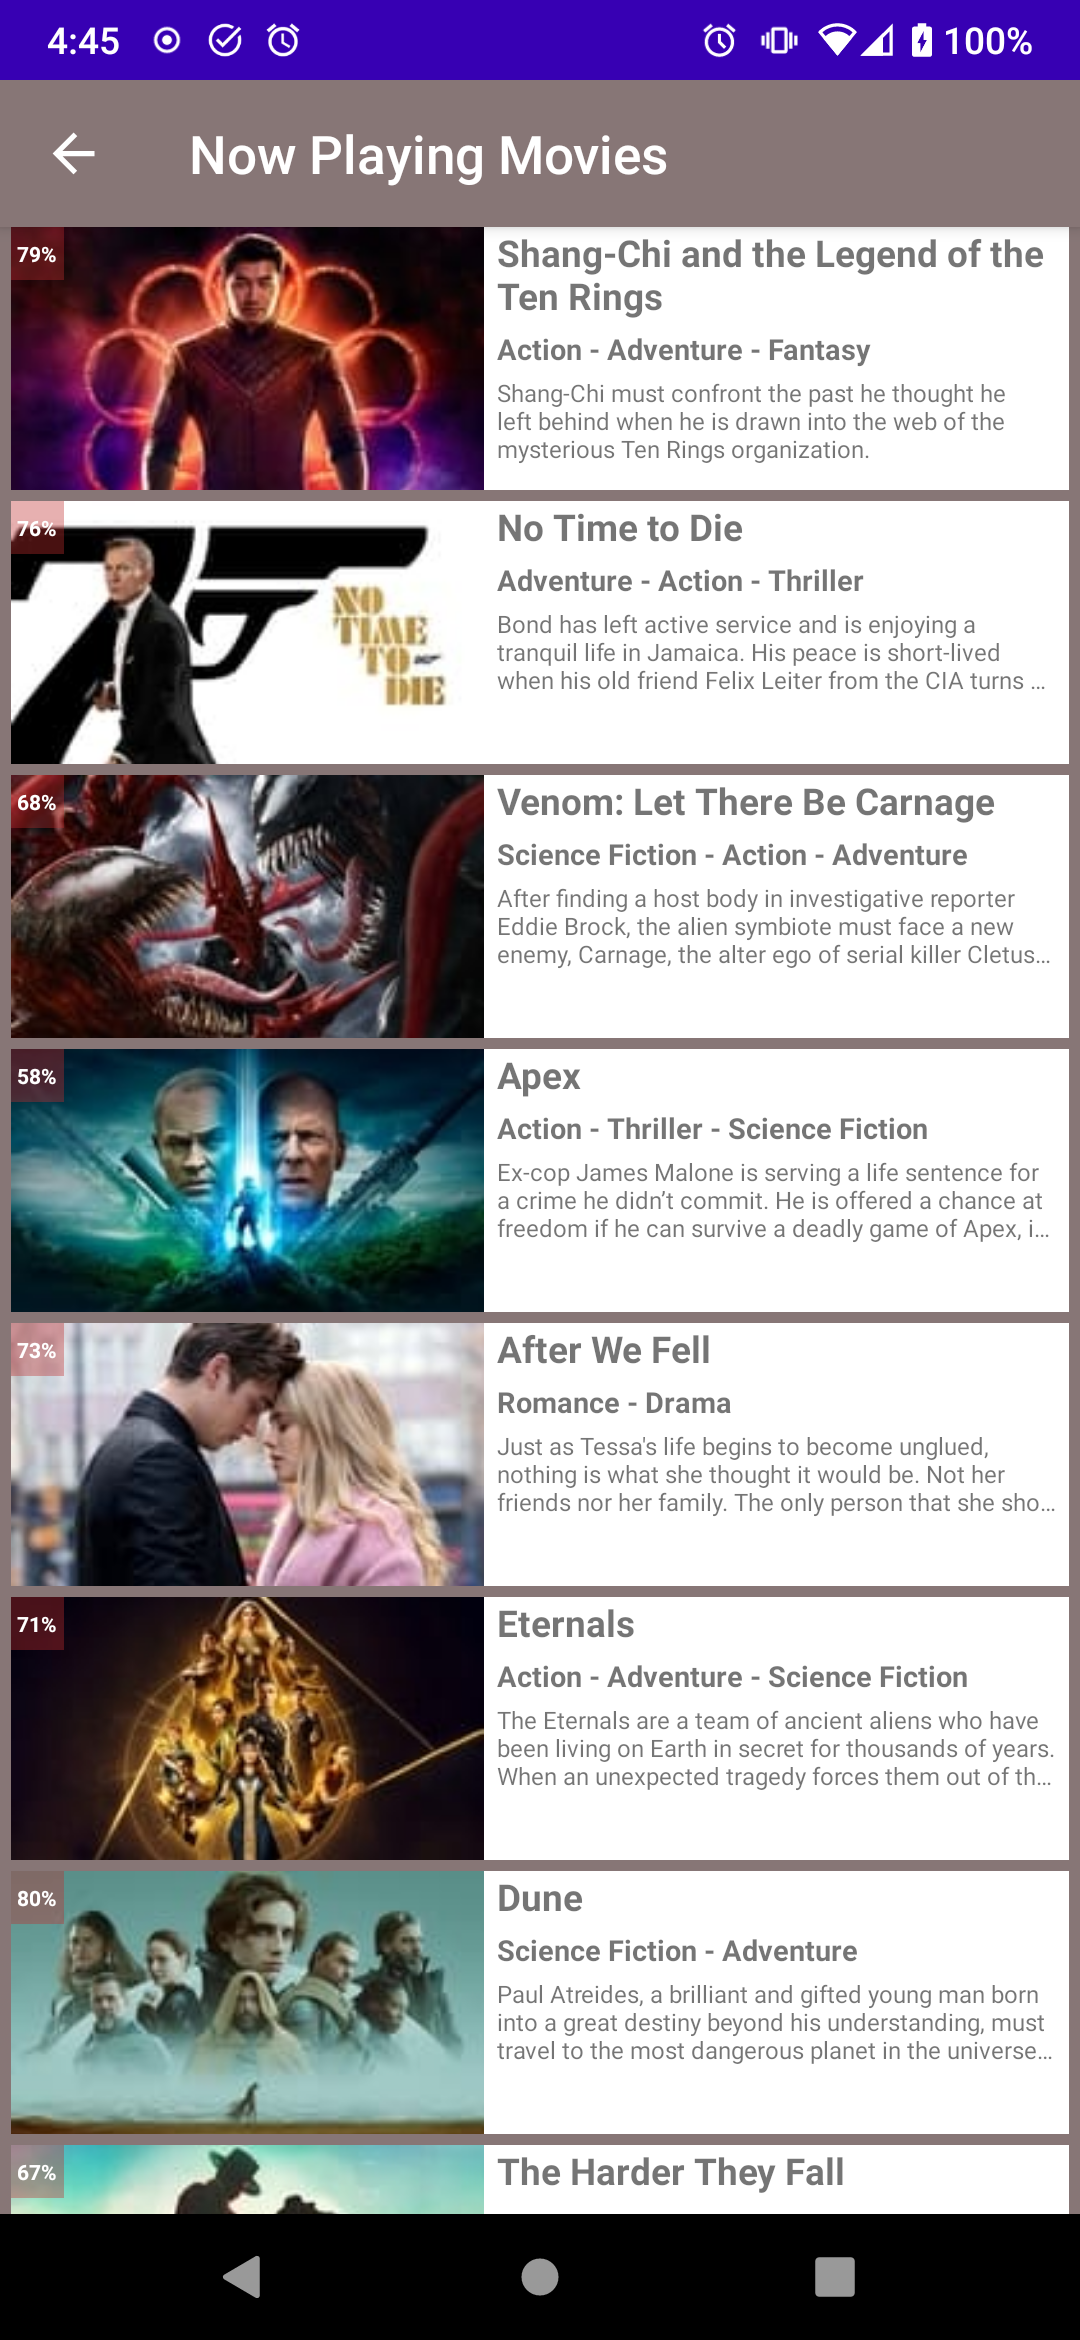 4:45
100%
Now Playing Movies
79%
Shang-Chi and the Legend of the
Ten Rings
Action - Adventure - Fantasy
Shang-Chi must confront the past he thought he
left behind when he is drawn into the web of the
mysterious Ten Rings organization.
76%
NO
TIME
TO
DIE
No Time to Die
Adventure - Action - Thriller
Bond has left active service and is enjoying a
tranquil life in Jamaica. His peace is short-lived
when his old friend Felix Leiter from the CIA turns ...
68%
Venom: Let There Be Carnage
Science Fiction - Action - Adventure
After finding a host body in investigative reporter
Eddie Brock, the alien symbiote must face a new
enemy, Carnage, the alter ego of serial killer Cletus...
58%
Apex
Action - Thriller - Science Fiction
Ex-cop James Malone is serving a life sentence for
a crime he didn’t commit. He is offered a chance at
freedom if he can survive a deadly game of Apex, i...
73%
After We Fell
Romance - Drama
Just as Tessa's life begins to become unglued,
nothing is what she thought it would be. Not her
friends nor her family. The only person that she sho...
71%
Eternals
Action - Adventure - Science Fiction
The Eternals are a team of ancient aliens who have
been living on Earth in secret for thousands of years.
When an unexpected tragedy forces them out of th...
80%
Dune
Science Fiction - Adventure
Paul Atreides, a brilliant and gifted young man born
into a great destiny beyond his understanding, must
travel to the most dangerous planet in the universe...
67%
The Harder They Fall